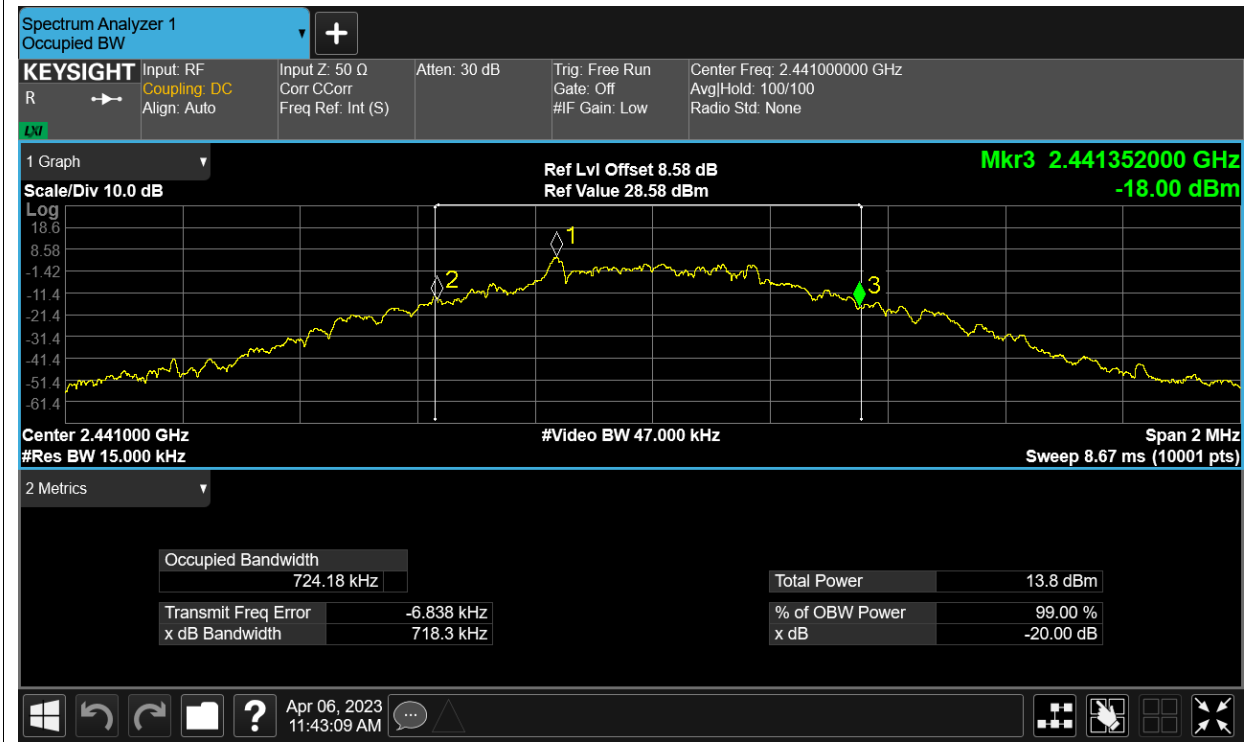 Spectrum Analyzer 1
Occupied BW
+
KEYSIGHT
R
LXI
Input: RF
Coupling: DC
Align: Auto
Input Z: 50 Ω
Corr CCorr
Freq Ref: Int (S)
Atten: 30 dB
Trig: Free Run
Gate: Off
#IF Gain: Low
Center Freq: 2.441000000 GHz
Avg|Hold: 100/100
Radio Std: None
1 Graph
Scale/Div 10.0 dB
Ref Lvl Offset 8.58 dB
Ref Value 28.58 dBm
Mkr3 2.441352000 GHz
-18.00 dBm
Log
18.6
8.58
-1.42
-11.4
-21.4
-31.4
-41.4
-51.4
-61.4
1
2
3
Center 2.441000 GHz
#Res BW 15.000 kHz
#Video BW 47.000 kHz
Span 2 MHz
Sweep 8.67 ms (10001 pts)
2 Metrics
Occupied Bandwidth
724.18 kHz
Transmit Freq Error -6.838 kHz
x dB Bandwidth 718.3 kHz
Total Power 13.8 dBm
% of OBW Power 99.00 %
x dB -20.00 dB
?
Apr 06, 2023
11:43:09 AM